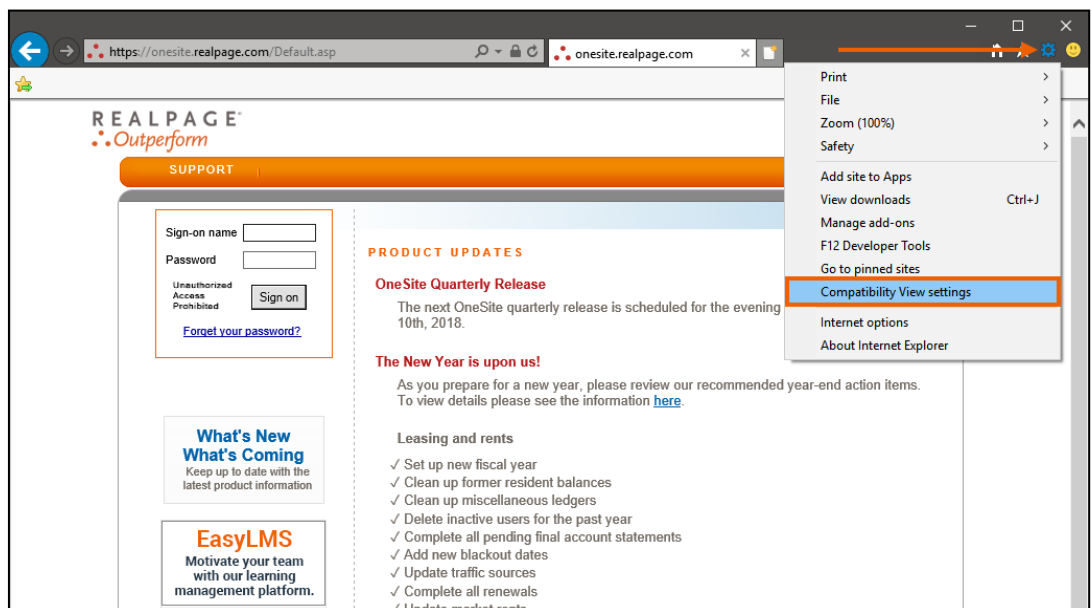 https://onesite.realpage.com/Default.asp
onesite.realpage.com
Print
File
Zoom (100%)
Safety
Add site to Apps
View downloads Ctrl+J
Manage add-ons
F12 Developer Tools
Go to pinned sites
Compatibility View settings
Internet options
About Internet Explorer
REALPAGE
Outperform
SUPPORT
Sign-on name
Password
Unauthorized
Access
Prohibited
Sign on
Forget your password?
What's New
What's Coming
Keep up to date with the
latest product information
EasyLMS
Motivate your team
with our learning
management platform.
PRODUCT UPDATES
OneSite Quarterly Release
The next OneSite quarterly release is scheduled for the evening
10th, 2018.
The New Year is upon us!
As you prepare for a new year, please review our recommended year-end action items.
To view details please see the information here.
Leasing and rents
✓ Set up new fiscal year
✓ Clean up former resident balances
✓ Clean up miscellaneous ledgers
✓ Delete inactive users for the past year
✓ Complete all pending final account statements
✓ Add new blackout dates
✓ Update traffic sources
✓ Complete all renewals
✓ Update market rents